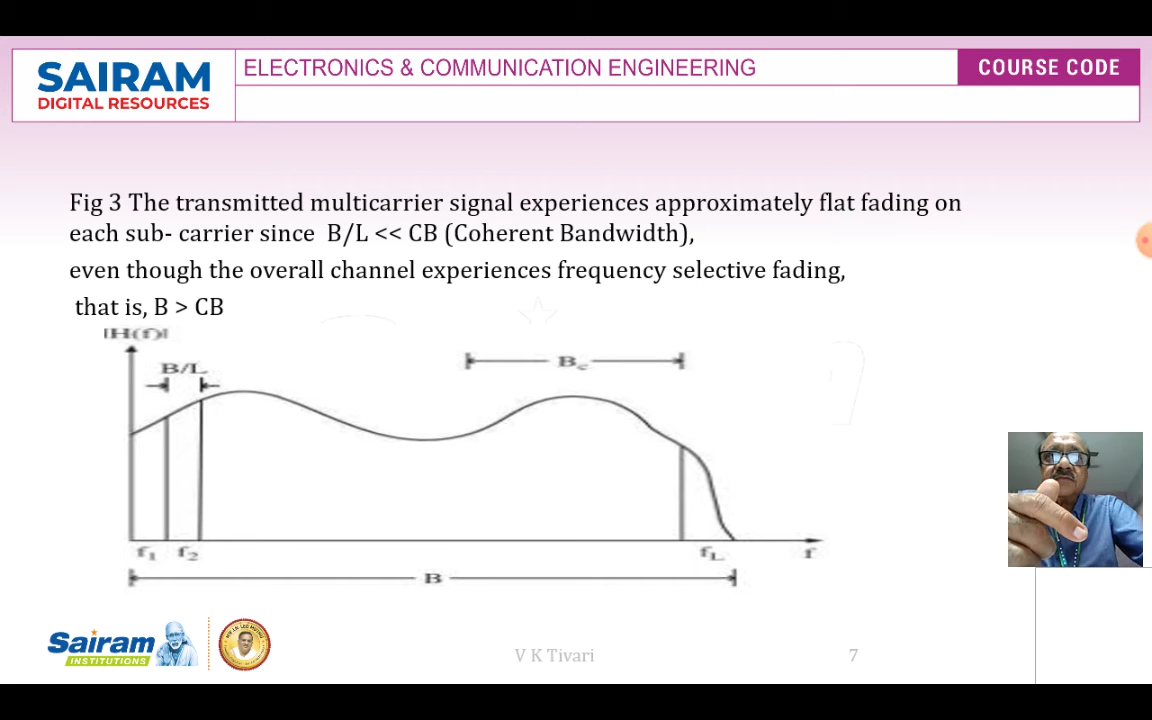 SAIRAM
DIGITAL RESOURCES
ELECTRONICS & COMMUNICATION ENGINEERING
COURSE CODE
Fig 3 The transmitted multicarrier signal experiences approximately flat fading on
each sub- carrier since B/L << CB (Coherent Bandwidth),
even though the overall channel experiences frequency selective fading,
that is, B > CB
|H(f)|
B/L
Bc
f1 f2 fL f
B
Sairam
INSTITUTIONS
V K Tivari
7